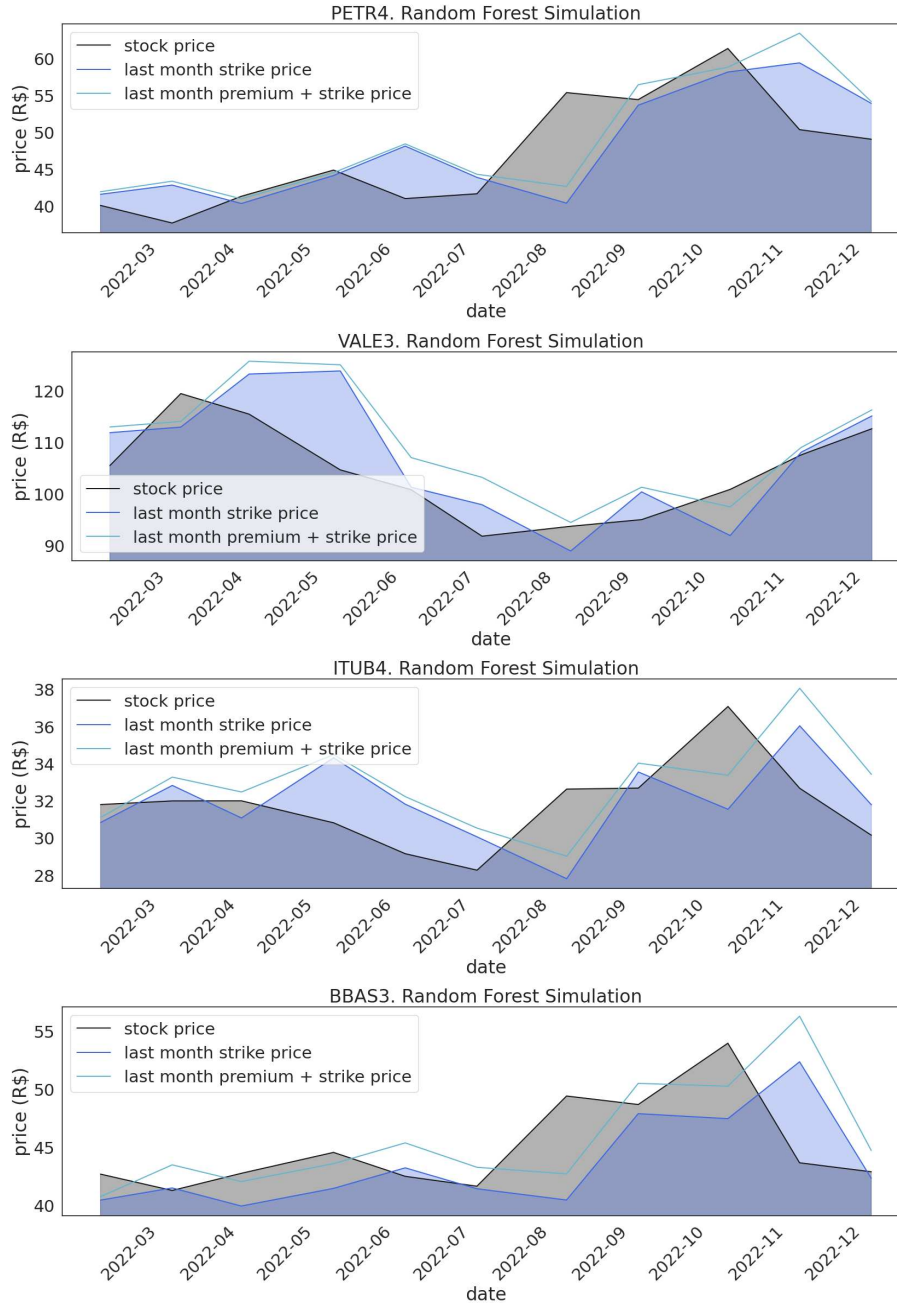 PETR4. Random Forest Simulation
stock price
last month strike price
last month premium + strike price
price (R$)
60
55
50
45
40
2022-03
2022-04
2022-05
2022-06
2022-07
2022-08
2022-09
2022-10
2022-11
2022-12
date
VALE3. Random Forest Simulation
price (R$)
120
110
100
90
stock price
last month strike price
last month premium + strike price
2022-03
2022-04
2022-05
2022-06
2022-07
2022-08
2022-09
2022-10
2022-11
2022-12
date
ITUB4. Random Forest Simulation
stock price
last month strike price
last month premium + strike price
price (R$)
38
36
34
32
30
28
2022-03
2022-04
2022-05
2022-06
2022-07
2022-08
2022-09
2022-10
2022-11
2022-12
date
BBAS3. Random Forest Simulation
stock price
last month strike price
last month premium + strike price
price (R$)
55
50
45
40
2022-03
2022-04
2022-05
2022-06
2022-07
2022-08
2022-09
2022-10
2022-11
2022-12
date